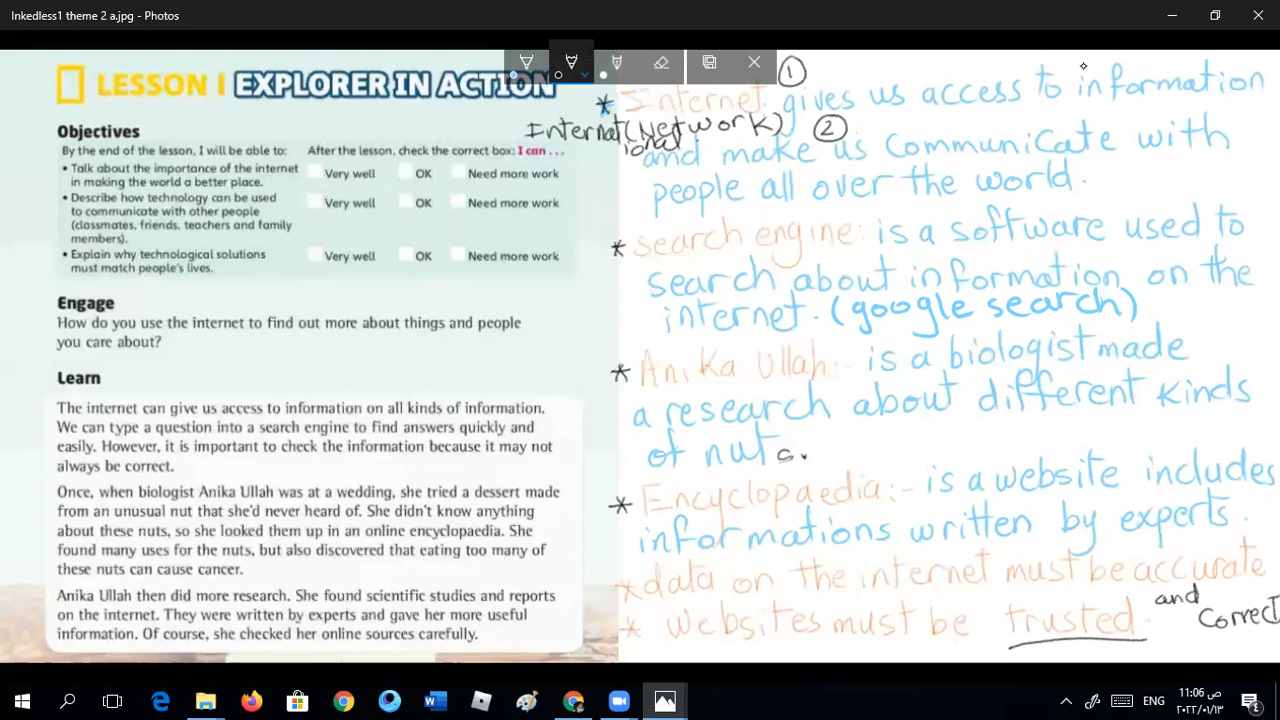 Inkedless1 theme 2 a.jpg - Photos
LESSON 1 EXPLORER IN ACTION
Objectives
By the end of the lesson, I will be able to:
• Talk about the importance of the internet
in making the world a better place.
• Describe how technology can be used
to communicate with other people
(classmates, friends, teachers and family
members).
• Explain why technological solutions
must match people's lives.
After the lesson, check the correct box: I can ...
Very well OK Need more work
Very well OK Need more work
Very well OK Need more work
Engage
How do you use the internet to find out more about things and people
you care about?
Learn
The internet can give us access to information on all kinds of information.
We can type a question into a search engine to find answers quickly and
easily. However, it is important to check the information because it may not
always be correct.
Once, when biologist Anika Ullah was at a wedding, she tried a dessert made
from an unusual nut that she'd never heard of. She didn't know anything
about these nuts, so she looked them up in an online encyclopaedia. She
found many uses for the nuts, but also discovered that eating too many of
these nuts can cause cancer.
Anika Ullah then did more research. She found scientific studies and reports
on the internet. They were written by experts and gave her more useful
information. Of course, she checked her online sources carefully.
①
* Internet gives us access to information
International (Network) ②
and make us communicate with
people all over the world.
* search engine: is a software used to
search about information on the
internet. (google search)
* Anika Ullah:- is a biologist made
a research about different kinds
of nuts.
* Encyclopaedia:- is a website includes
informations written by experts.
* data on the internet must be accurate
and correct
* websites must be trusted.
ENG
11:06 ص
٢٠٢٢/٠١/١٣